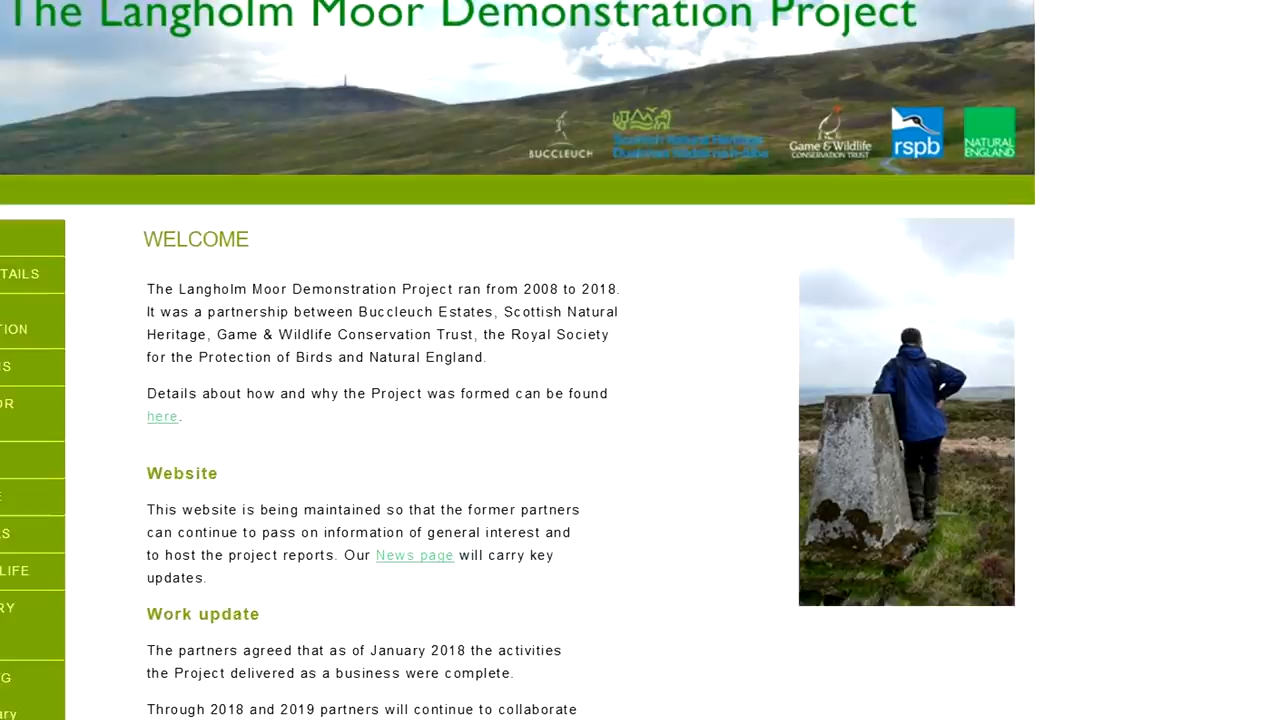 The Langholm Moor Demonstration Project
BUCCLEUCH
Scottish Natural Heritage
Game & Wildlife
CONSERVATION TRUST
rspb
NATURAL
ENGLAND
TAILS
TION
OR
LIFE
RY
ary
WELCOME
The Langholm Moor Demonstration Project ran from 2008 to 2018.
It was a partnership between Buccleuch Estates, Scottish Natural
Heritage, Game & Wildlife Conservation Trust, the Royal Society
for the Protection of Birds and Natural England.
Details about how and why the Project was formed can be found
here.
Website
This website is being maintained so that the former partners
can continue to pass on information of general interest and
to host the project reports. Our News page will carry key
updates.
Work update
The partners agreed that as of January 2018 the activities
the Project delivered as a business were complete.
Through 2018 and 2019 partners will continue to collaborate